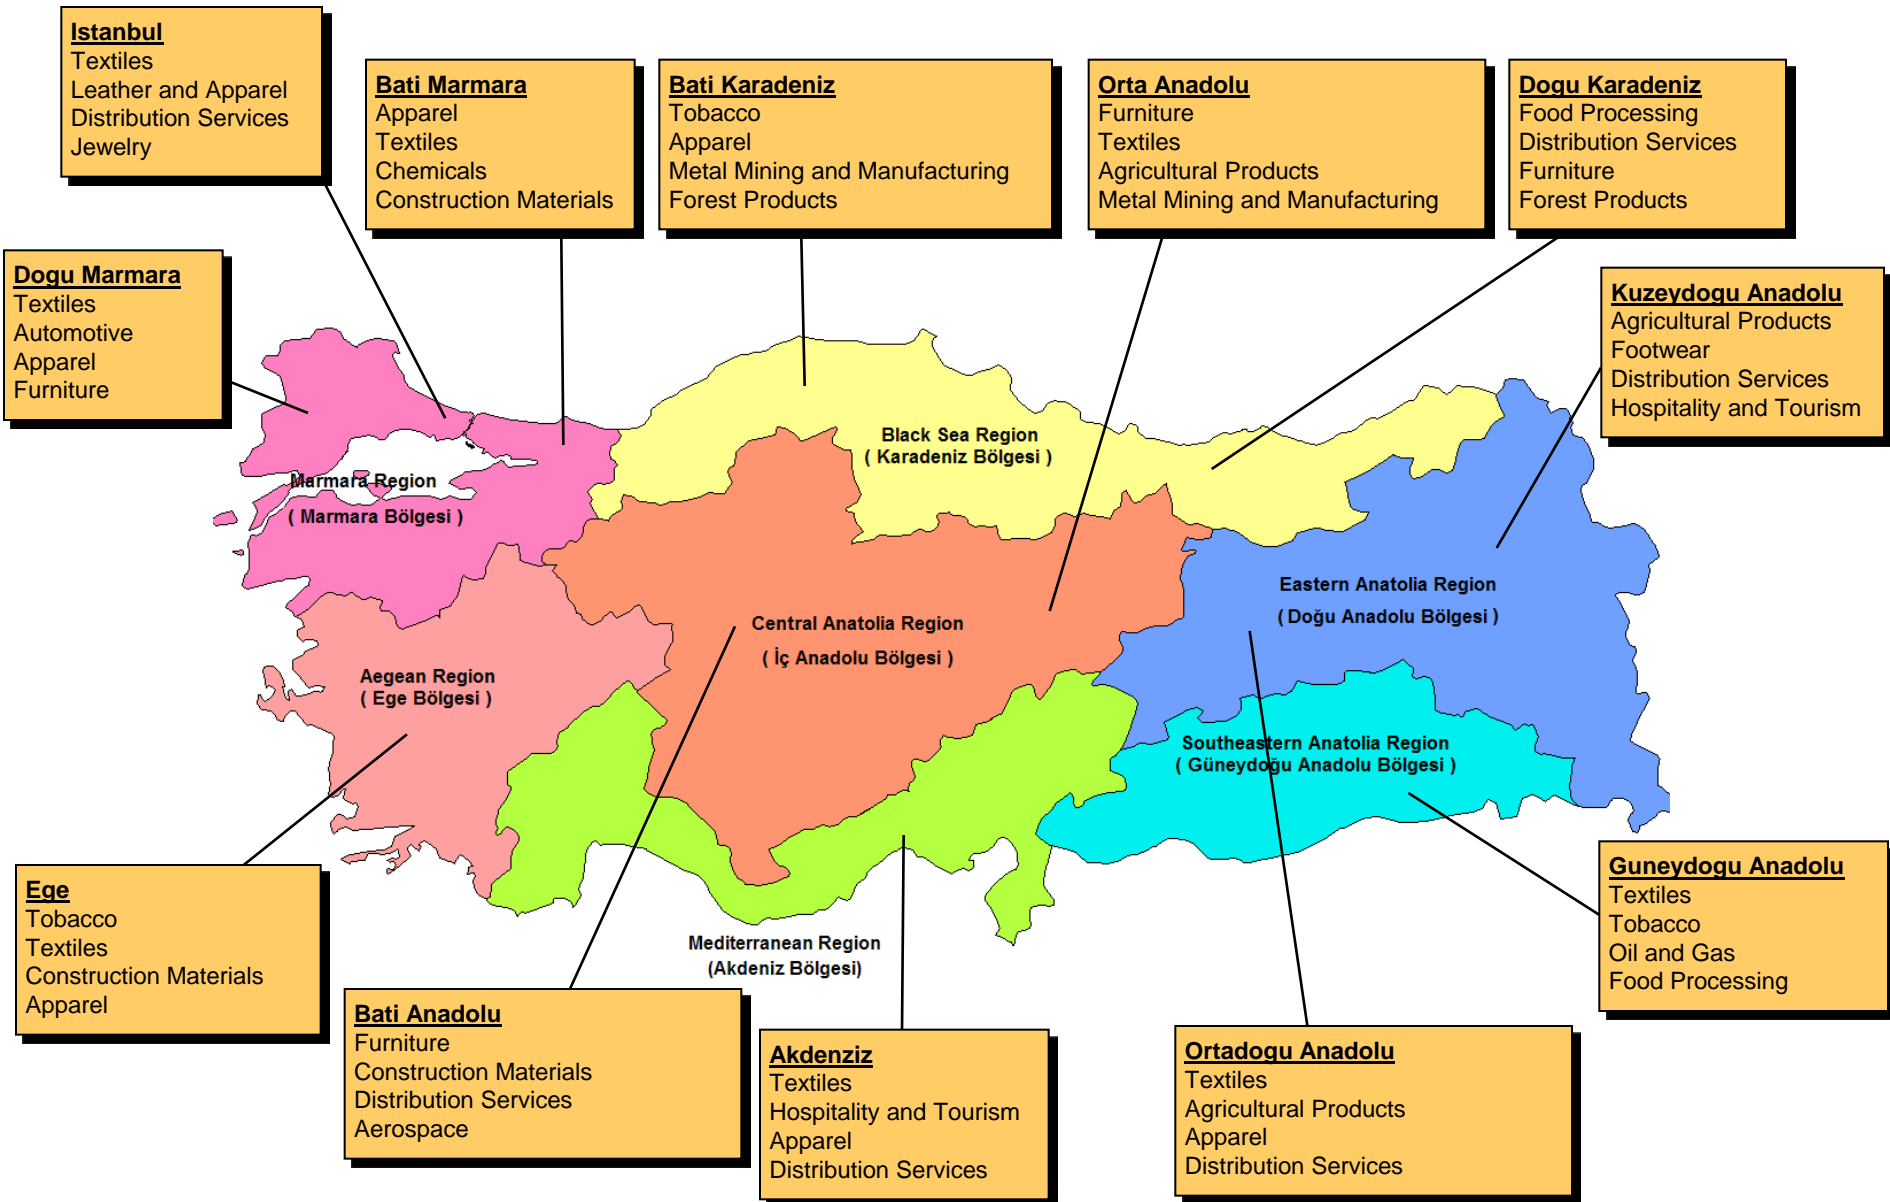 Istanbul
Textiles
Leather and Apparel
Distribution Services
Jewelry
Bati Marmara
Apparel
Textiles
Chemicals
Construction Materials
Bati Karadeniz
Tobacco
Apparel
Metal Mining and Manufacturing
Forest Products
Orta Anadolu
Furniture
Textiles
Agricultural Products
Metal Mining and Manufacturing
Dogu Karadeniz
Food Processing
Distribution Services
Furniture
Forest Products
Dogu Marmara
Textiles
Automotive
Apparel
Furniture
Kuzeydogu Anadolu
Agricultural Products
Footwear
Distribution Services
Hospitality and Tourism
Black Sea Region
( Karadeniz Bölgesi )
Marmara Region
( Marmara Bölgesi )
Eastern Anatolia Region
( Doğu Anadolu Bölgesi )
Central Anatolia Region
( İç Anadolu Bölgesi )
Aegean Region
( Ege Bölgesi )
Southeastern Anatolia Region
( Güneydoğu Anadolu Bölgesi )
Mediterranean Region
(Akdeniz Bölgesi)
Ege
Tobacco
Textiles
Construction Materials
Apparel
Bati Anadolu
Furniture
Construction Materials
Distribution Services
Aerospace
Akdenziz
Textiles
Hospitality and Tourism
Apparel
Distribution Services
Ortadogu Anadolu
Textiles
Agricultural Products
Apparel
Distribution Services
Guneydogu Anadolu
Textiles
Tobacco
Oil and Gas
Food Processing